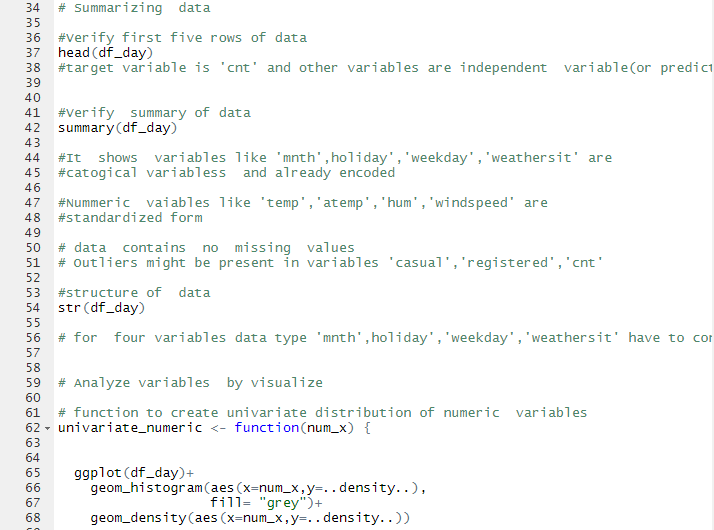 34 # Summarizing  data
35
36 #Verify first five rows of data
37 head(df_day)
38 #target variable is 'cnt' and other variables are independent  variable(or predict
39
40
41 #Verify  summary of data
42 summary(df_day)
43
44 #It  shows  variables like 'mnth',holiday','weekday','weathersit' are
45 #catogical variabless  and already encoded
46
47 #Nummeric  vaiables like 'temp','atemp','hum','windspeed' are
48 #standardized form
49
50 # data  contains  no  missing  values
51 # Outliers might be present in variables 'casual','registered','cnt'
52
53 #structure of  data
54 str(df_day)
55
56 # for  four variables data type 'mnth',holiday','weekday','weathersit' have to con
57
58
59 # Analyze variables  by visualize
60
61 # function to create univariate distribution of numeric  variables
62 univariate_numeric <- function(num_x) {
63
64
65   ggplot(df_day)+
66     geom_histogram(aes(x=num_x,y=..density..),
67                    fill= "grey")+
68     geom_density(aes(x=num_x,y=..density..))